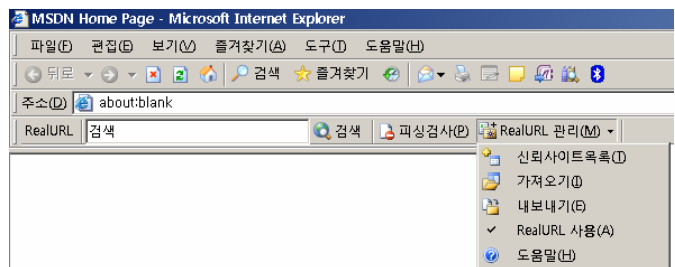 MSDN Home Page - Microsoft Internet Explorer
파일(F) 편집(E) 보기(V) 즐겨찾기(A) 도구(T) 도움말(H)
뒤로 검색 즐겨찾기
주소(D) about:blank
RealURL 검색 검색 피싱검사(P) RealURL 관리(M)
신뢰사이트목록(T)
가져오기(I)
내보내기(E)
RealURL 사용(A)
도움말(H)